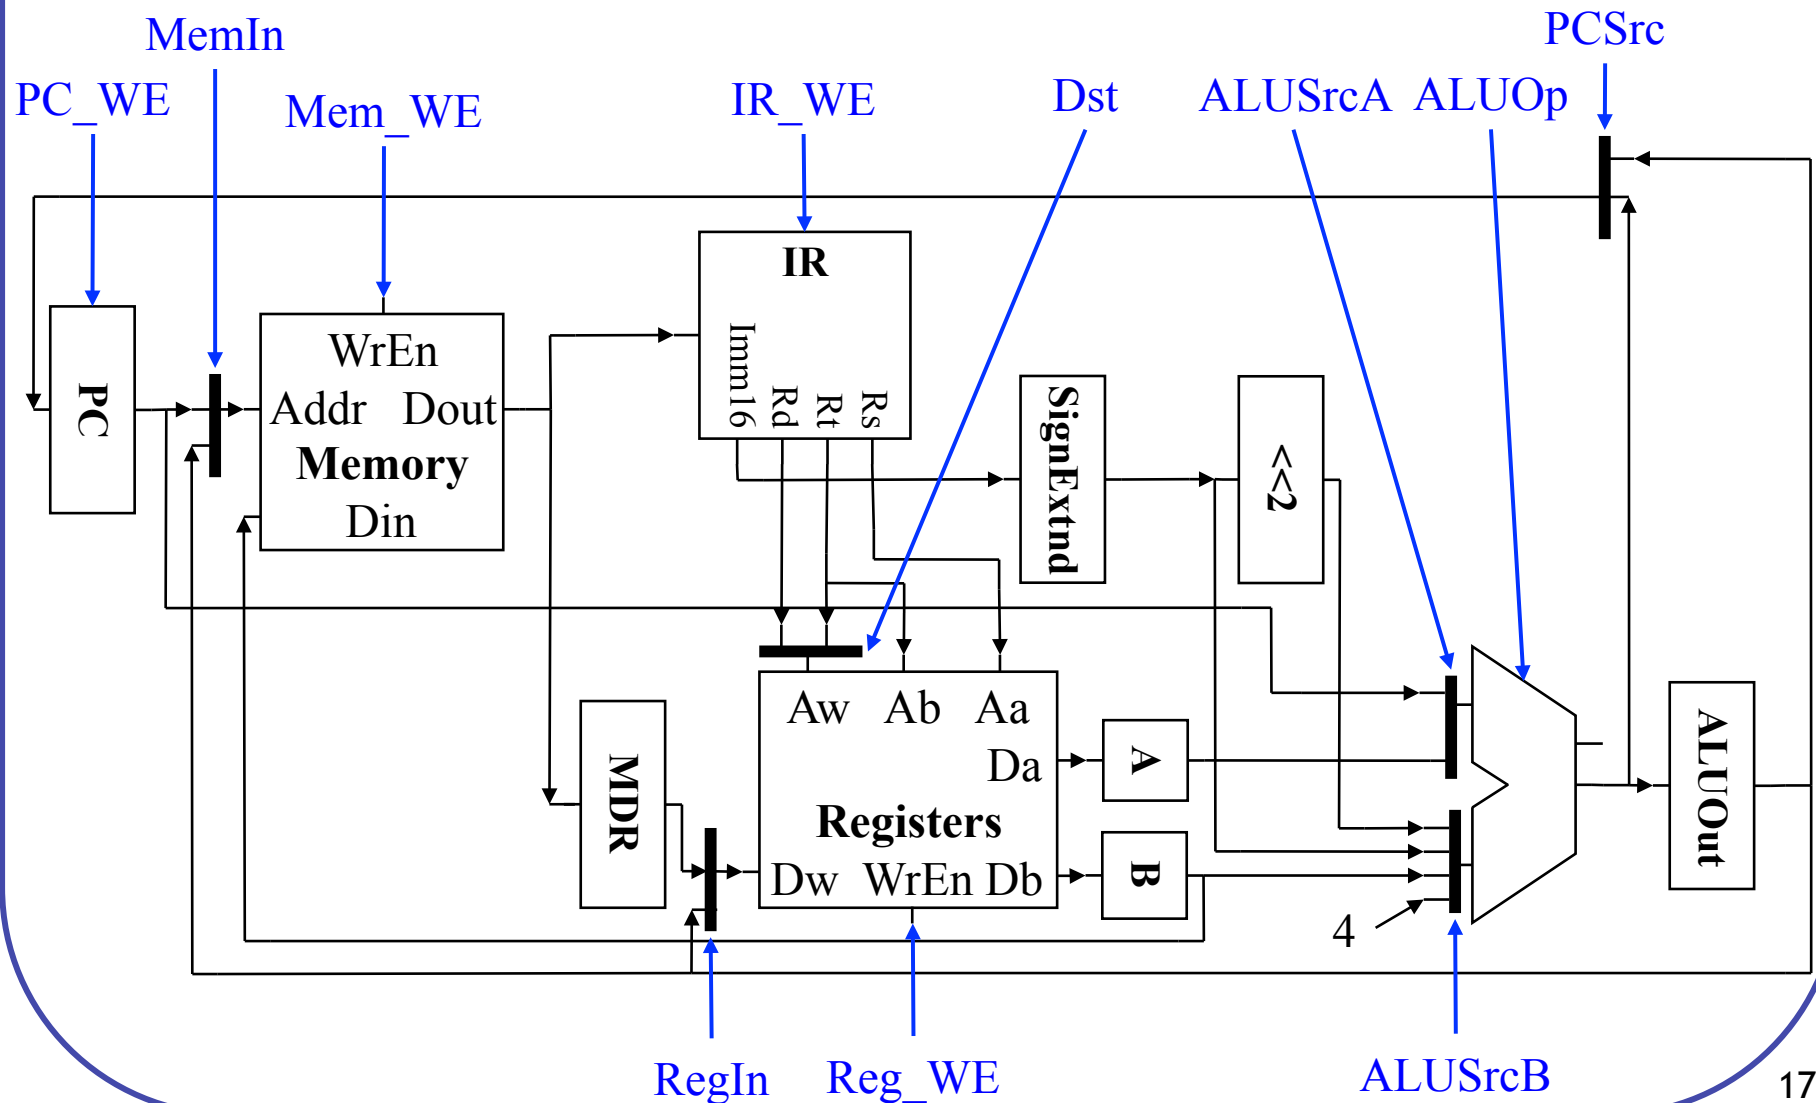 MemIn
PCSrc
PC_WE
Mem_WE
IR_WE
Dst
ALUSrcA
ALUOp
IR
Imm16
Rd
Rt
Rs
PC
WrEn
Addr Dout
Memory
Din
SignExtnd
<<2
MDR
Aw Ab Aa
Da
Registers
Dw WrEn Db
A
B
4
ALUOut
RegIn
Reg_WE
ALUSrcB
17